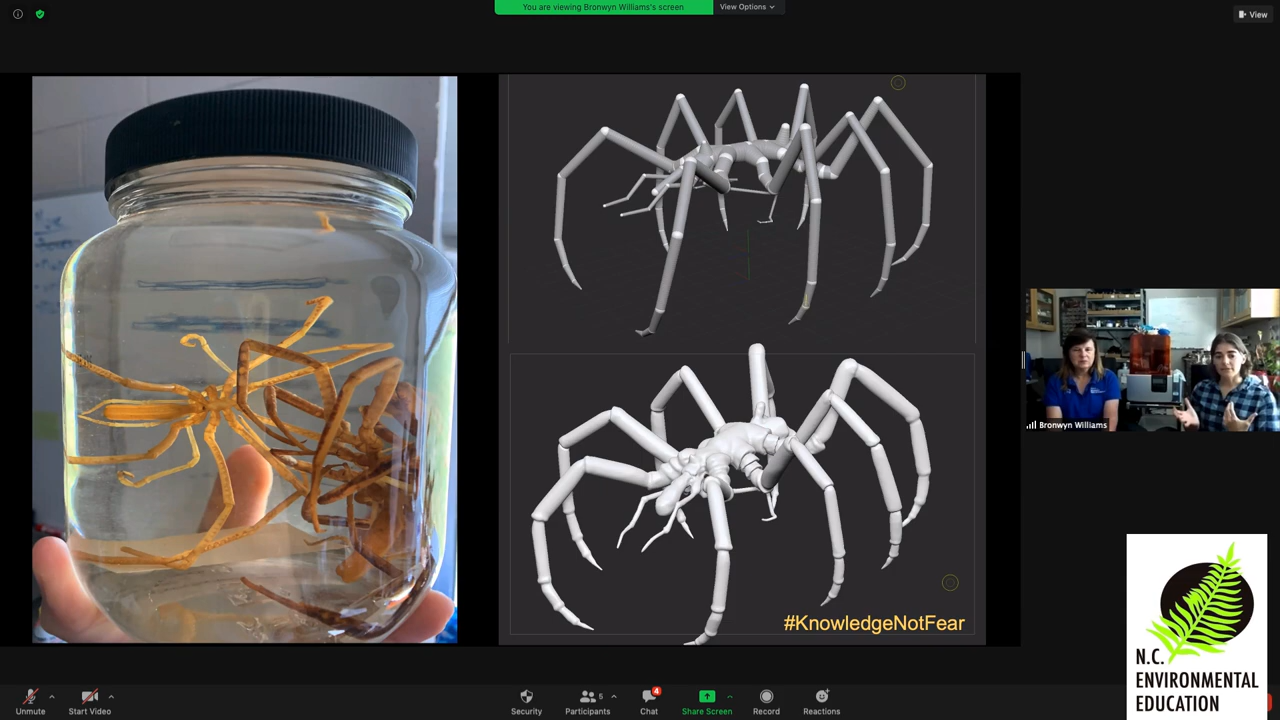 You are viewing Bronwyn Williams's screen
View Options
View
Bronwyn Williams
#KnowledgeNotFear
N.C.
ENVIRONMENTAL
EDUCATION
Unmute
Start Video
Security
5
Participants
4
Chat
Share Screen
Record
Reactions